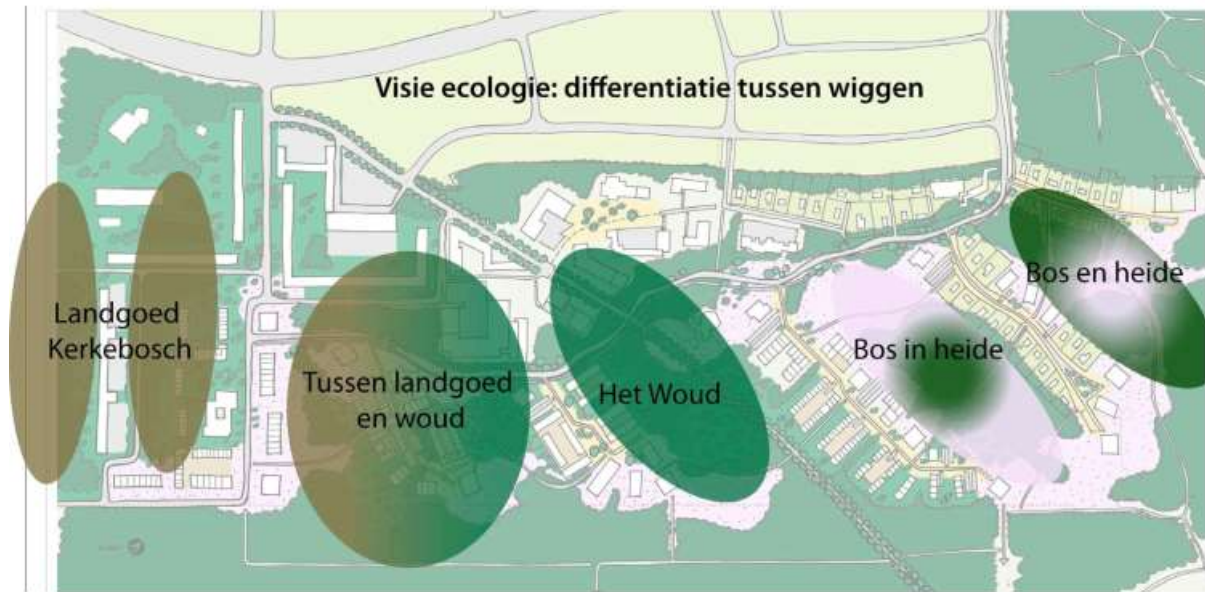 Visie ecologie: differentiatie tussen wiggen
Landgoed
Kerkebosch
Tussen landgoed
en woud
Het Woud
Bos in heide
Bos en heide